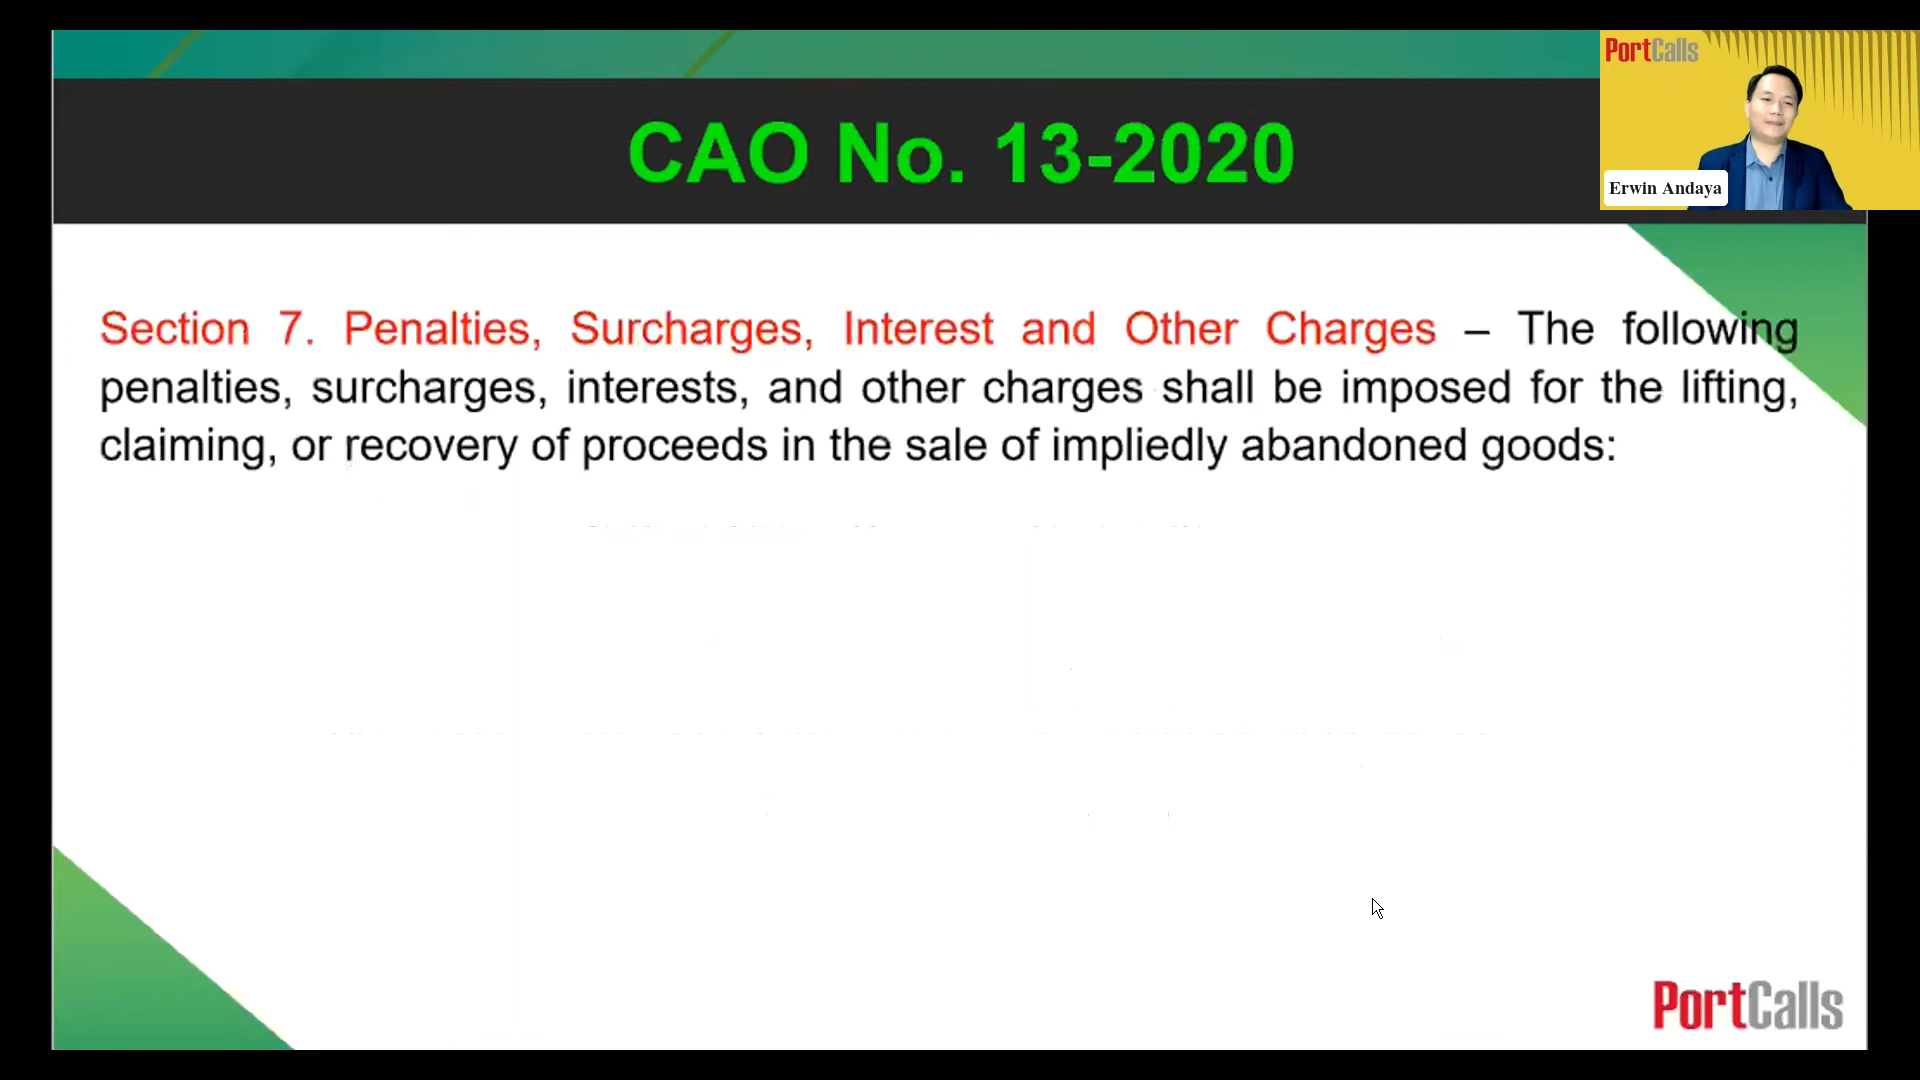 PortCalls
Erwin Andaya
CAO No. 13-2020
Section 7. Penalties, Surcharges, Interest and Other Charges – The following
penalties, surcharges, interests, and other charges shall be imposed for the lifting,
claiming, or recovery of proceeds in the sale of impliedly abandoned goods:
PortCalls